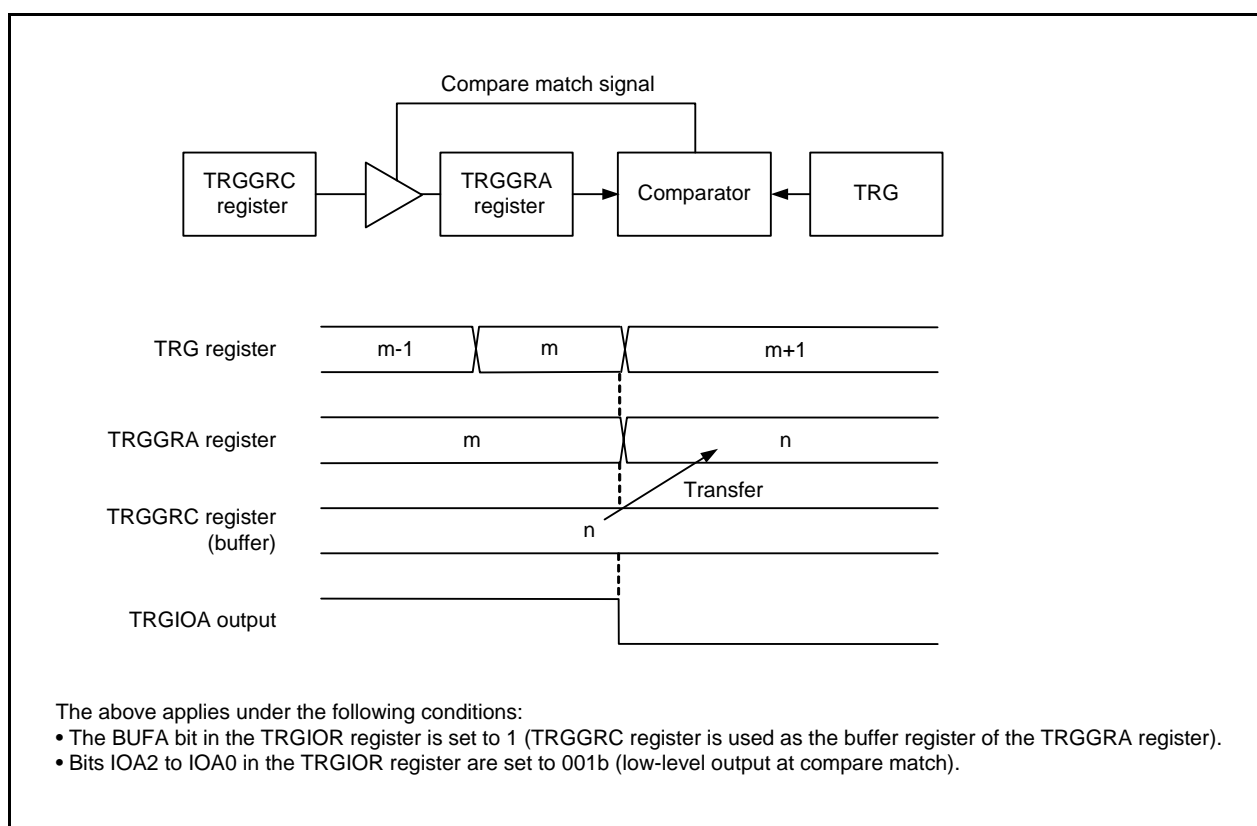 Compare match signal
TRGGRC
register
TRGGRA
register
Comparator
TRG
TRG register
m-1
m
m+1
TRGGRA register
m
n
Transfer
TRGGRC register
(buffer)
n
TRGIOA output
The above applies under the following conditions:
• The BUFA bit in the TRGIOR register is set to 1 (TRGGRC register is used as the buffer register of the TRGGRA register).
• Bits IOA2 to IOA0 in the TRGIOR register are set to 001b (low-level output at compare match).